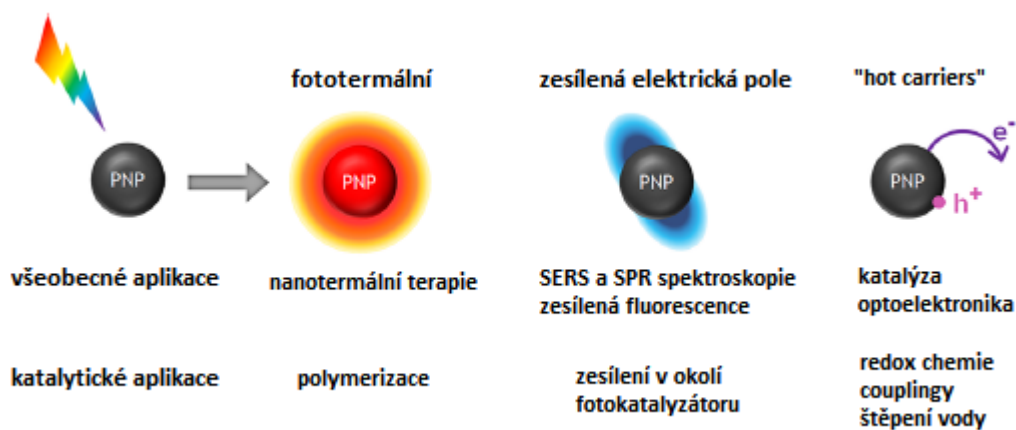 fototermální
zesílená elektrická pole
"hot carriers"
PNP
PNP
PNP
PNP
e-
h+
všeobecné aplikace
nanotermální terapie
SERS a SPR spektroskopie
zesílená fluorescence
katalýza
optoelektronika
katalytické aplikace
polymerizace
zesílení v okolí
fotokatalyzátoru
redox chemie
couplingy
štěpení vody